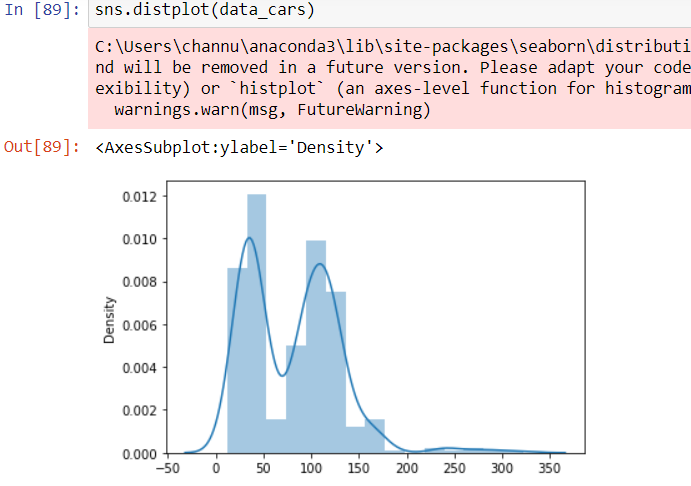 In [89]: sns.distplot(data_cars)
C:\Users\channu\anaconda3\lib\site-packages\seaborn\distributi
nd will be removed in a future version. Please adapt your code
exibility) or `histplot` (an axes-level function for histogram
warnings.warn(msg, FutureWarning)
Out[89]: <AxesSubplot:ylabel='Density'>
0.012
0.010
0.008
0.006
0.004
0.002
0.000
Density
−50 0 50 100 150 200 250 300 350